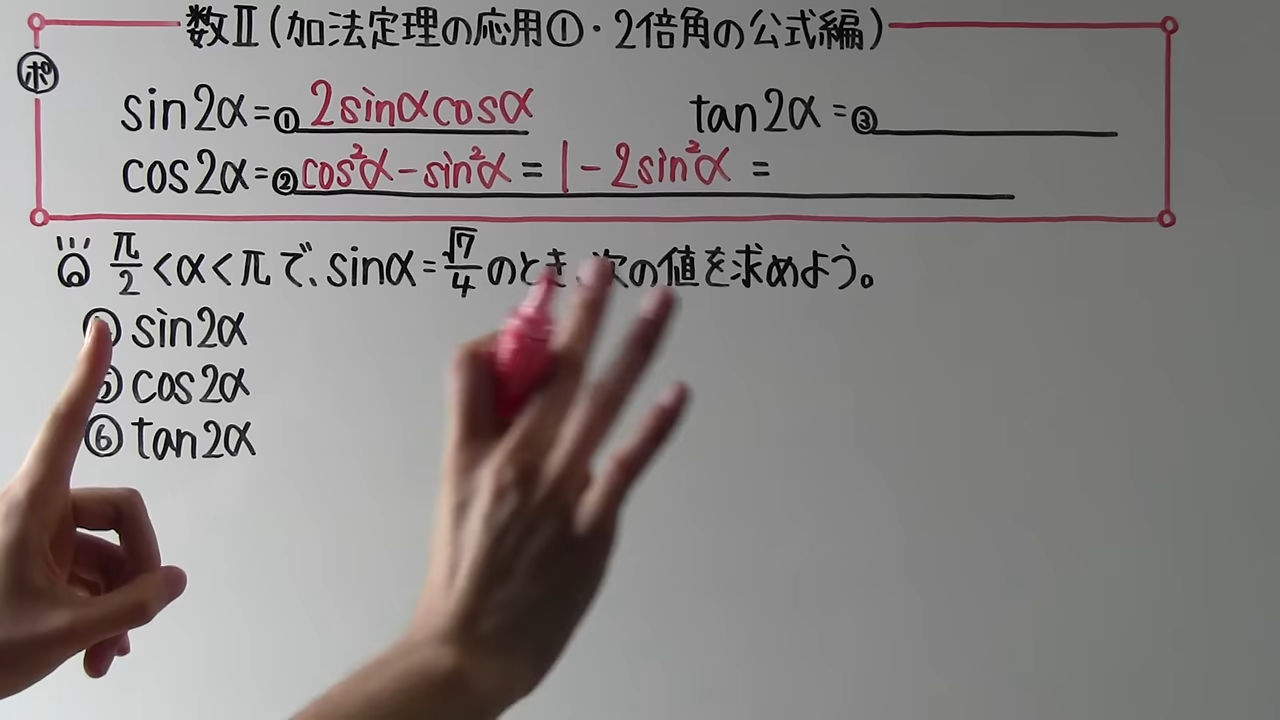 数Ⅱ(加法定理の応用①・2倍角の公式編)
ポ
sin2α=① 2sinαcosα tan2α=③
cos2α=② cos²α-sin²α=1-2sin²α=
π/2<α<πで、sinα=√7/4のとき、次の値を求めよう。
sin2α
cos2α
⑥tan2α